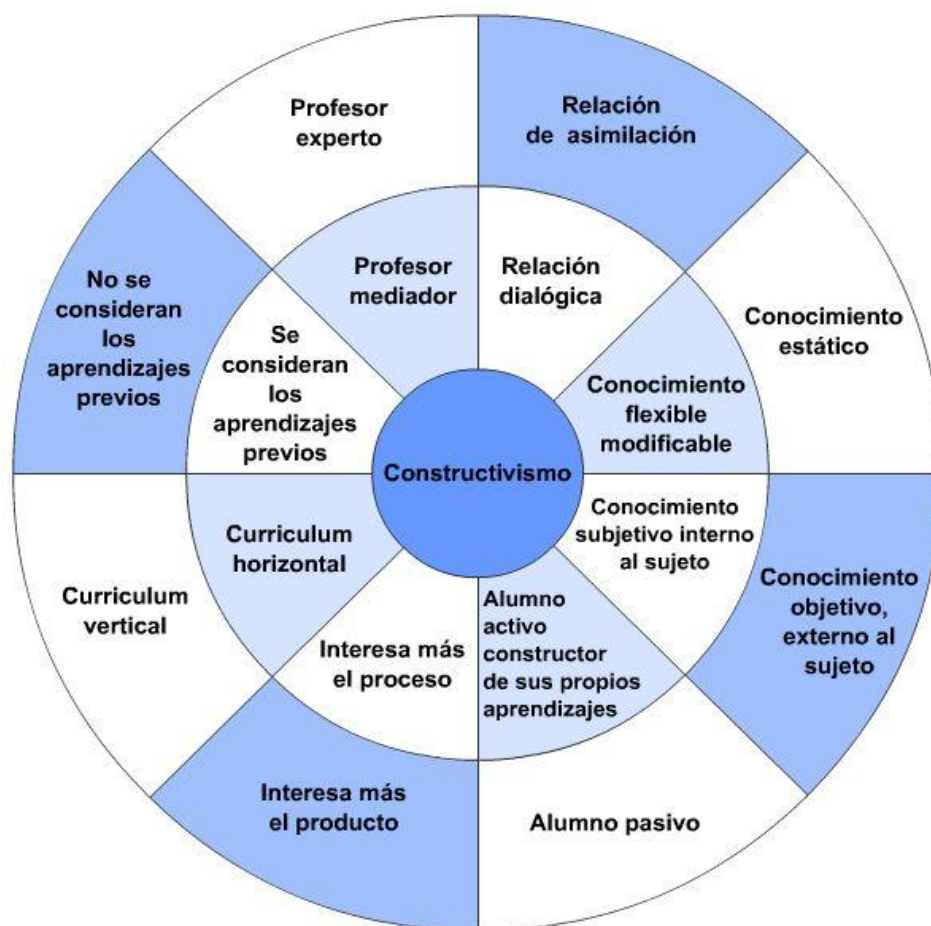 Profesor
experto
Relación
de asimilación
No se
consideran
los
aprendizajes
previos
Profesor
mediador
Relación
dialógica
Conocimiento
estático
Se
consideran
los
aprendizajes
previos
Conocimiento
flexible
modificable
Constructivismo
Curriculum
vertical
Curriculum
horizontal
Conocimiento
subjetivo interno
al sujeto
Conocimiento
objetivo,
externo al
sujeto
Interesa más
el proceso
Alumno
activo
constructor
de sus propios
aprendizajes
Interesa más
el producto
Alumno pasivo